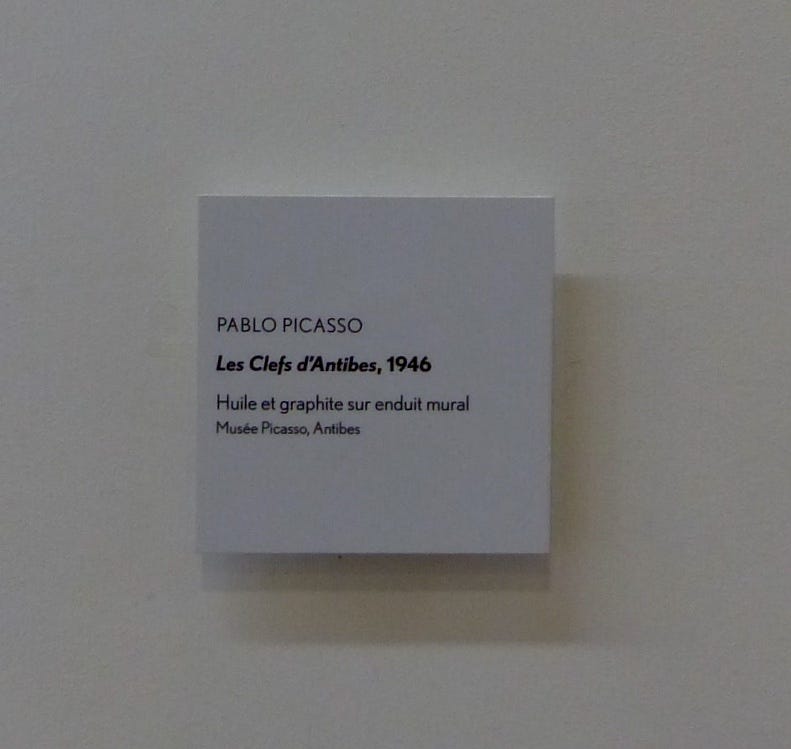 PABLO PICASSO
Les Clefs d'Antibes, 1946
Huile et graphite sur enduit mural
Musée Picasso, Antibes